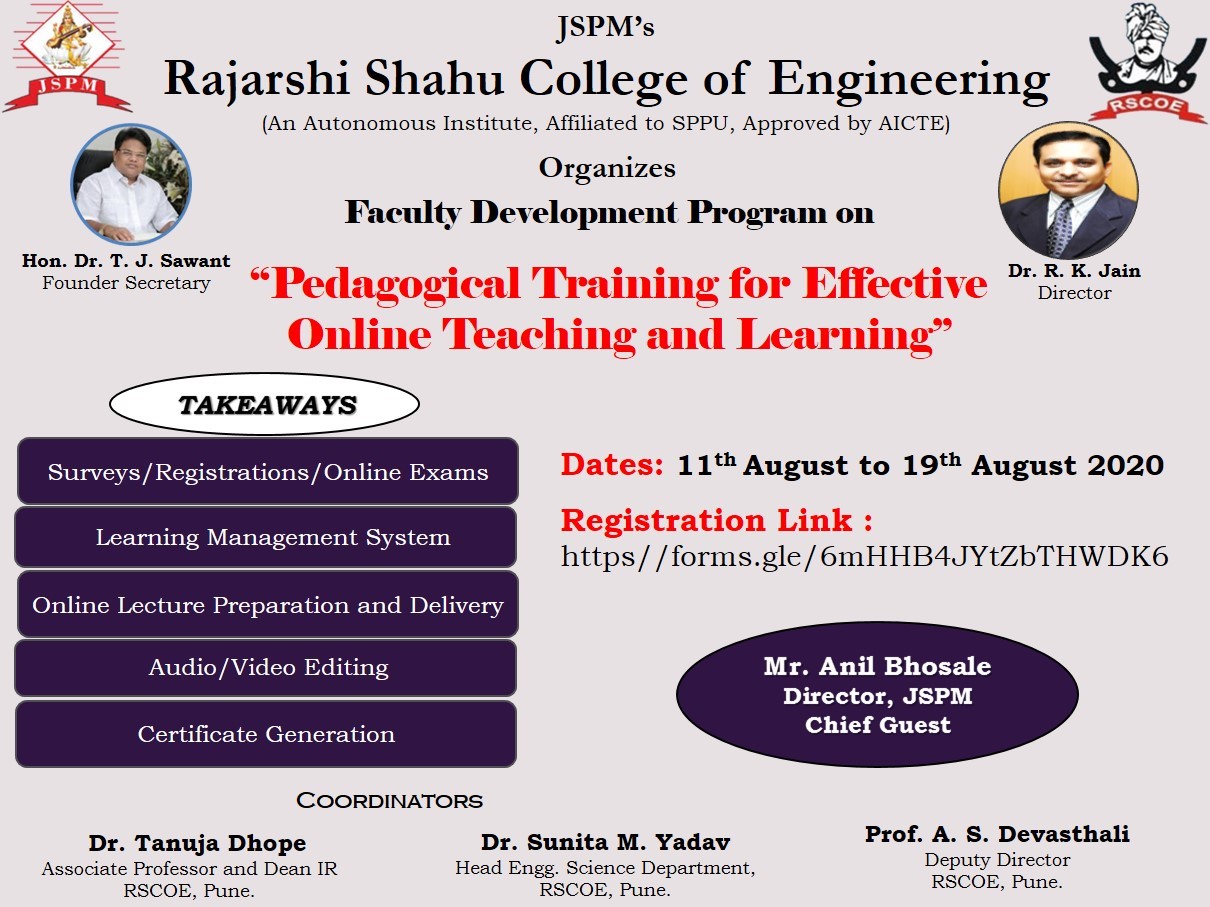 JSPM's
Rajarshi Shahu College of Engineering
(An Autonomous Institute, Affiliated to SPPU, Approved by AICTE)
JSPM
RSCOE
Organizes
Faculty Development Program on
Hon. Dr. T. J. Sawant
Founder Secretary
Dr. R. K. Jain
Director
“Pedagogical Training for Effective
Online Teaching and Learning”
TAKEAWAYS
Surveys/Registrations/Online Exams
Learning Management System
Online Lecture Preparation and Delivery
Audio/Video Editing
Certificate Generation
Dates: 11th August to 19th August 2020
Registration Link :
https//forms.gle/6mHHB4JYtZbTHWDK6
Mr. Anil Bhosale
Director, JSPM
Chief Guest
Coordinators
Dr. Tanuja Dhope
Associate Professor and Dean IR
RSCOE, Pune.
Dr. Sunita M. Yadav
Head Engg. Science Department,
RSCOE, Pune.
Prof. A. S. Devasthali
Deputy Director
RSCOE, Pune.